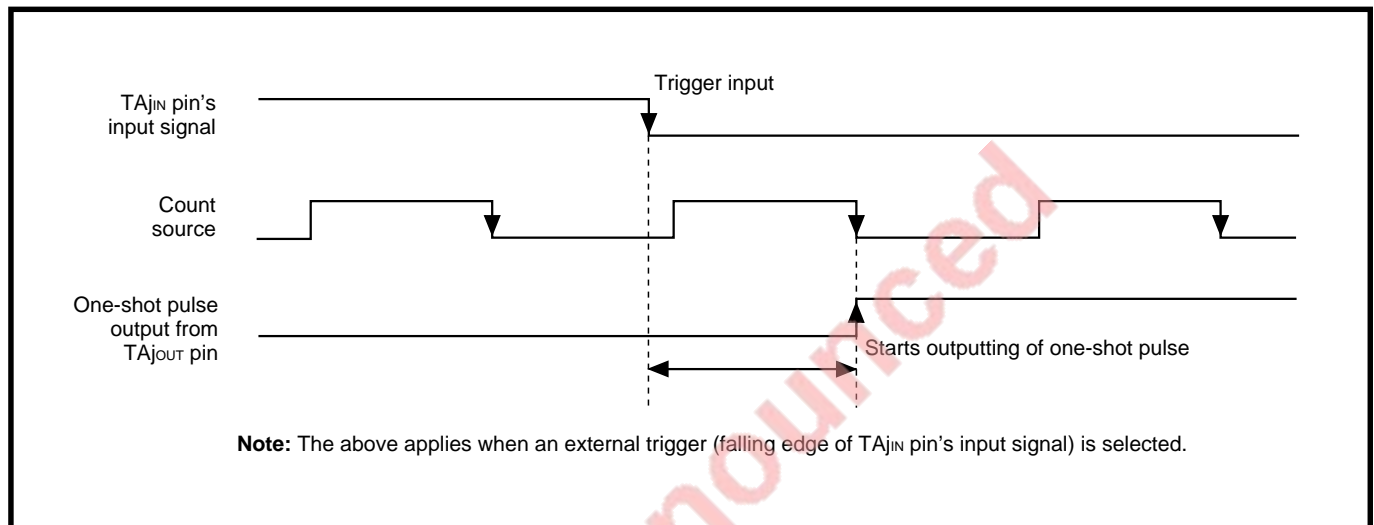 Trigger input
TAjIN pin's
input signal
Count
source
One-shot pulse
output from
TAjOUT pin
Starts outputting of one-shot pulse
Note: The above applies when an external trigger (falling edge of TAjIN pin's input signal) is selected.
nounced